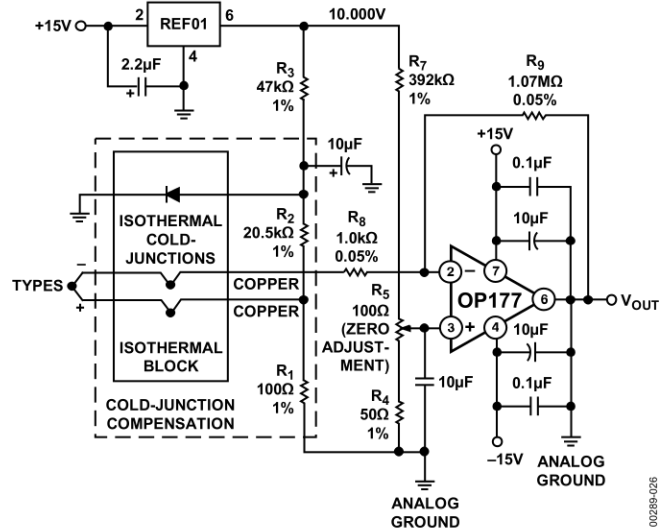 +15V
2
REF01
6
10.000V
4
2.2µF
+
R3
47kΩ
1%
R7
392kΩ
1%
R9
1.07MΩ
0.05%
+15V
10µF
+
0.1µF
10µF
ISOTHERMAL
COLD-
JUNCTIONS
R2
20.5kΩ
1%
R8
1.0kΩ
0.05%
TYPES
–
+
COPPER
COPPER
2
–
7
OP177
6
VOUT
3
+
4
R5
100Ω
(ZERO
ADJUST-
MENT)
ISOTHERMAL
BLOCK
R1
100Ω
1%
10µF
10µF
0.1µF
R4
50Ω
1%
COLD-JUNCTION
COMPENSATION
–15V
ANALOG
GROUND
ANALOG
GROUND
00289-026